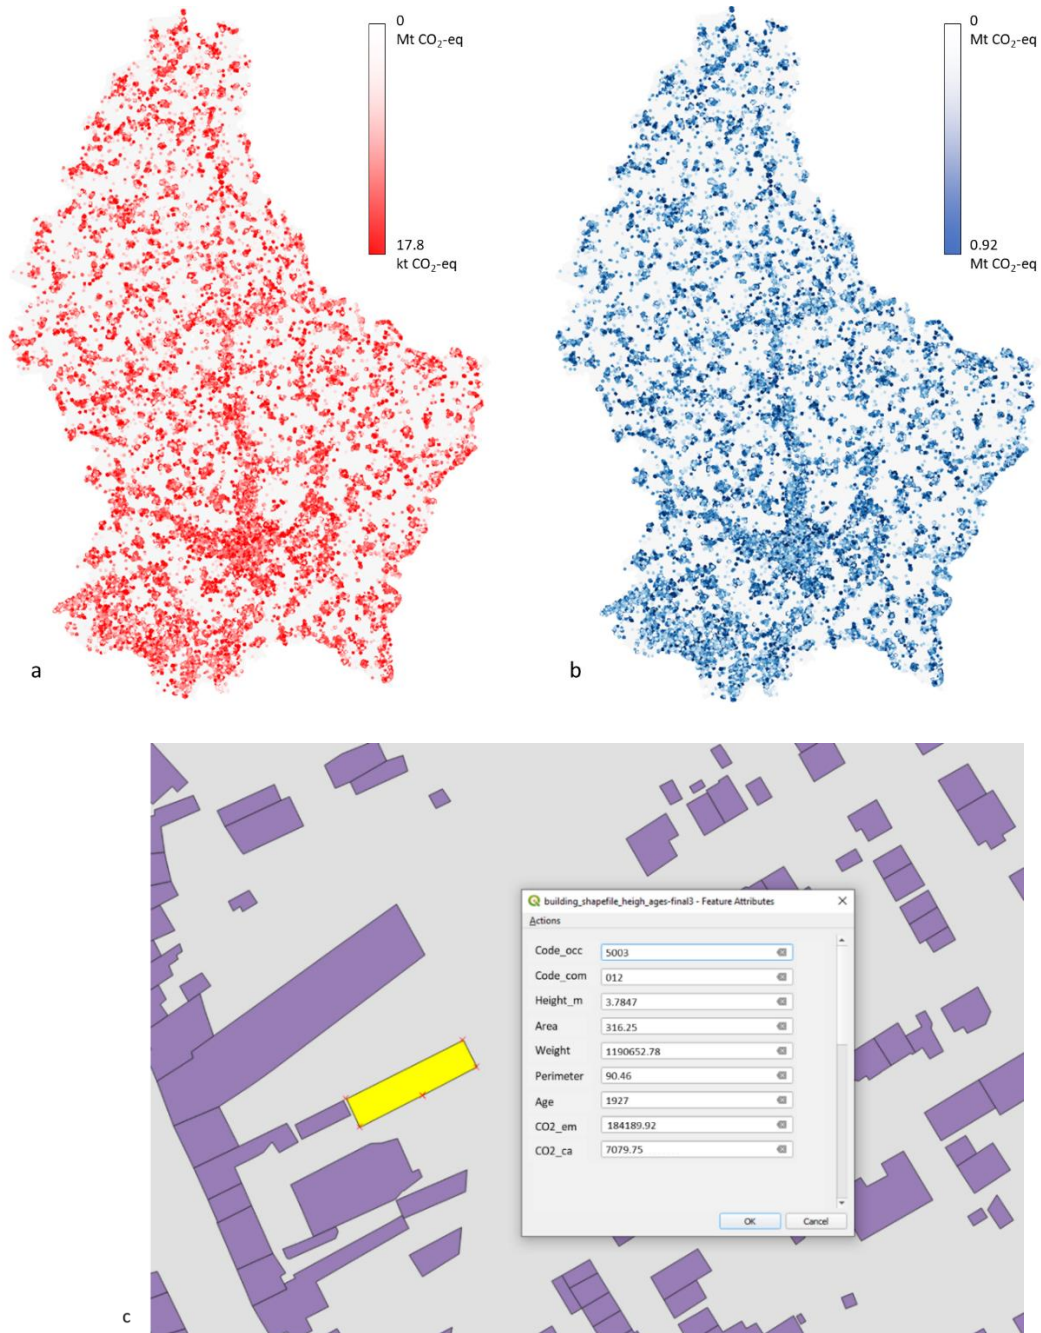 0
Mt CO₂-eq
17.8
kt CO₂-eq
a
0
Mt CO₂-eq
0.92
Mt CO₂-eq
b
building_shapefile_heigh_ages-final3 - Feature Attributes
Actions
Code_occ 5003
Code_com 012
Height_m 3.7847
Area 316.25
Weight 1190652.78
Perimeter 90.46
Age 1927
CO2_em 184189.92
CO2_ca 7079.75
OK Cancel
c